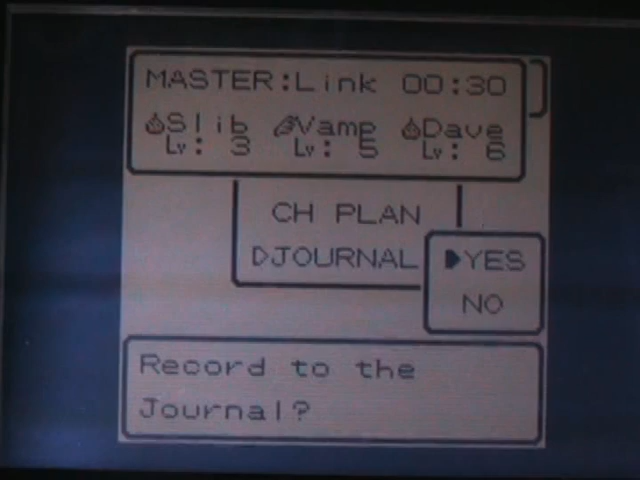 MASTER:Link 00:30
Slib Vamp Dave
Lv: 3 Lv: 5 Lv: 6
CH PLAN
JOURNAL
YES
NO
Record to the
Journal?